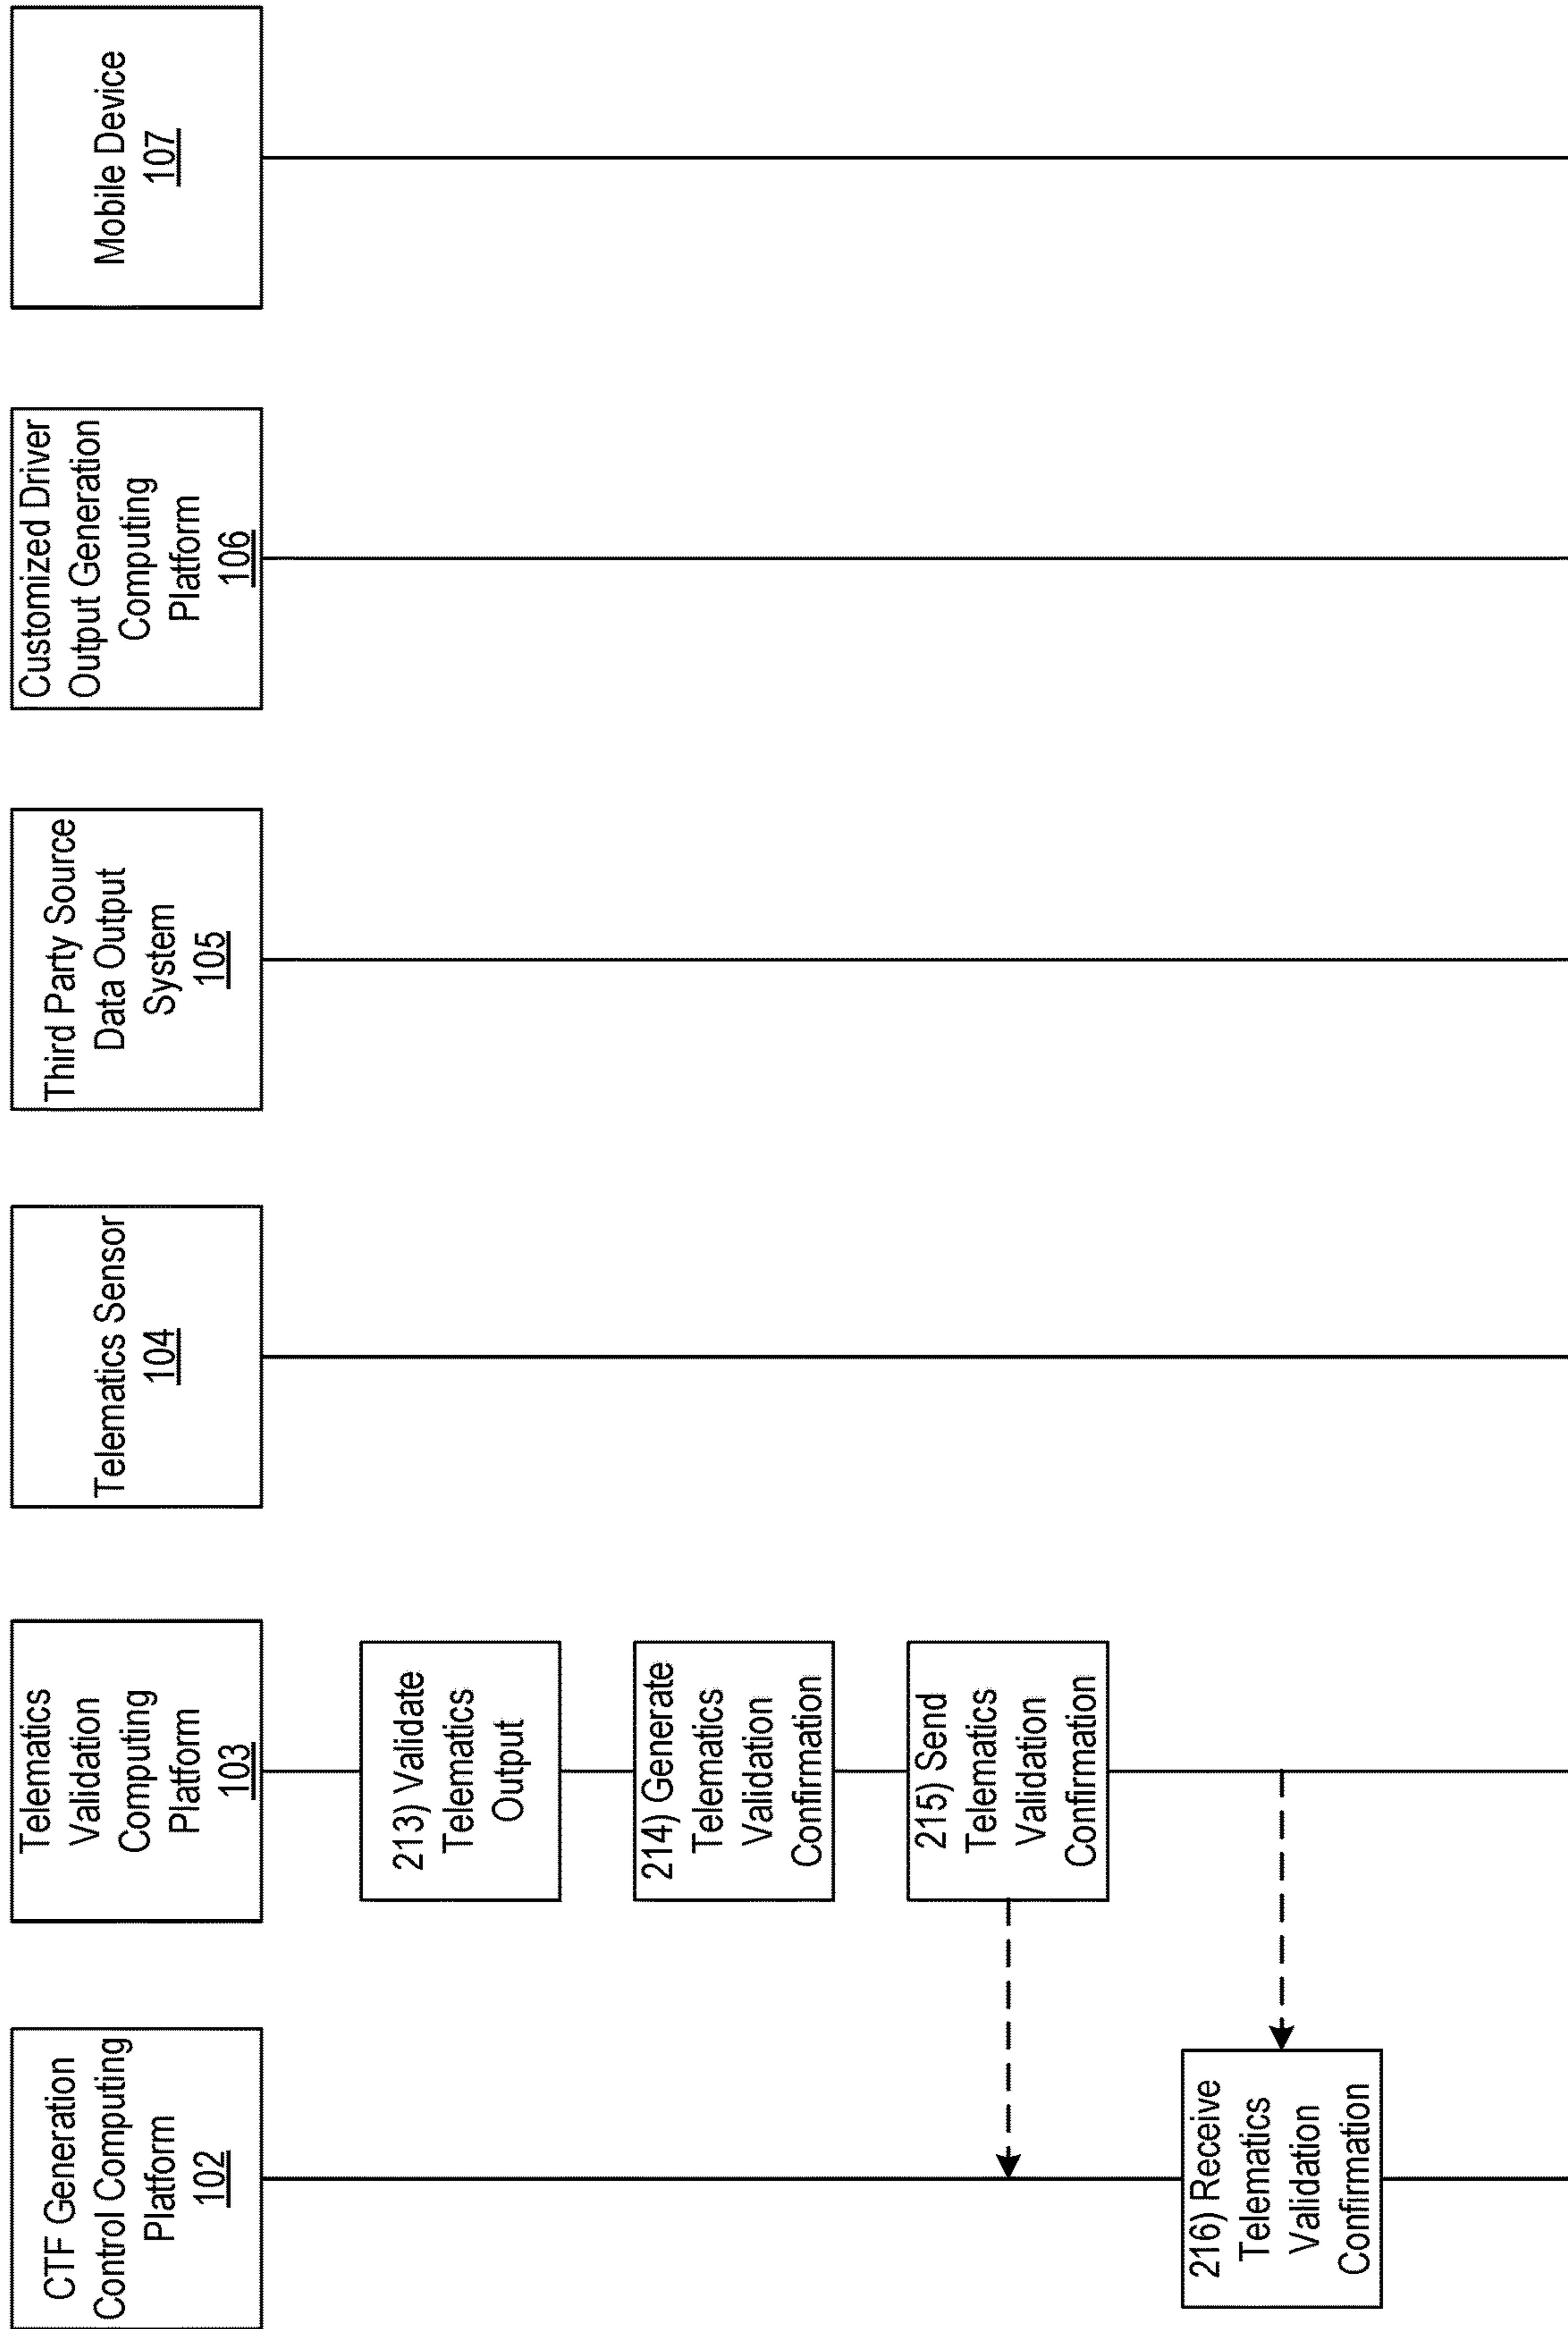 CTF Generation
Control Computing
Platform
102
Telematics
Validation
Computing
Platform
103
Telematics Sensor
104
Third Party Source
Data Output
System
105
Customized Driver
Output Generation
Computing
Platform
106
Mobile Device
107
213) Validate
Telematics
Output
214) Generate
Telematics
Validation
Confirmation
215) Send
Telematics
Validation
Confirmation
216) Receive
Telematics
Validation
Confirmation